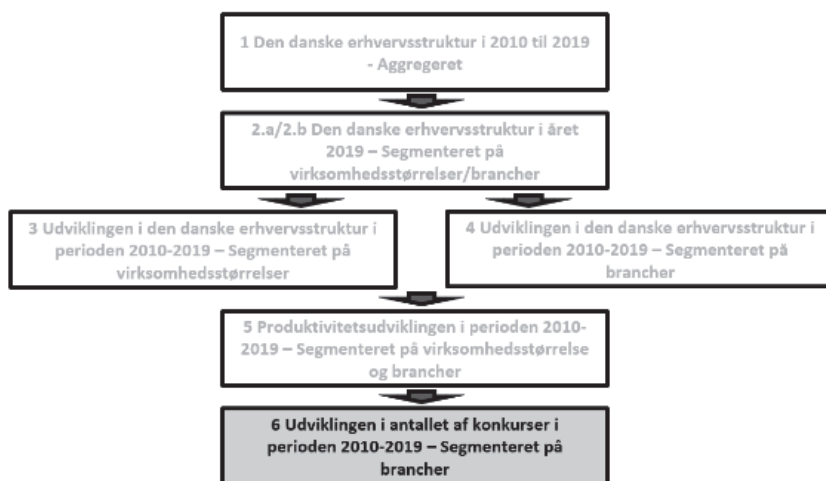 1 Den danske erhvervsstruktur i 2010 til 2019
- Aggregeret
2.a/2.b Den danske erhvervsstruktur i året
2019 – Segmenteret på
virksomhedsstørrelser/brancher
3 Udviklingen i den danske erhvervsstruktur i
perioden 2010-2019 – Segmenteret på
virksomhedsstørrelser
4 Udviklingen i den danske erhvervsstruktur i
perioden 2010-2019 – Segmenteret på
brancher
5 Produktivitetsudviklingen i perioden 2010-
2019 – Segmenteret på virksomhedsstørrelse
og brancher
6 Udviklingen i antallet af konkurser i
perioden 2010-2019 – Segmenteret på
brancher